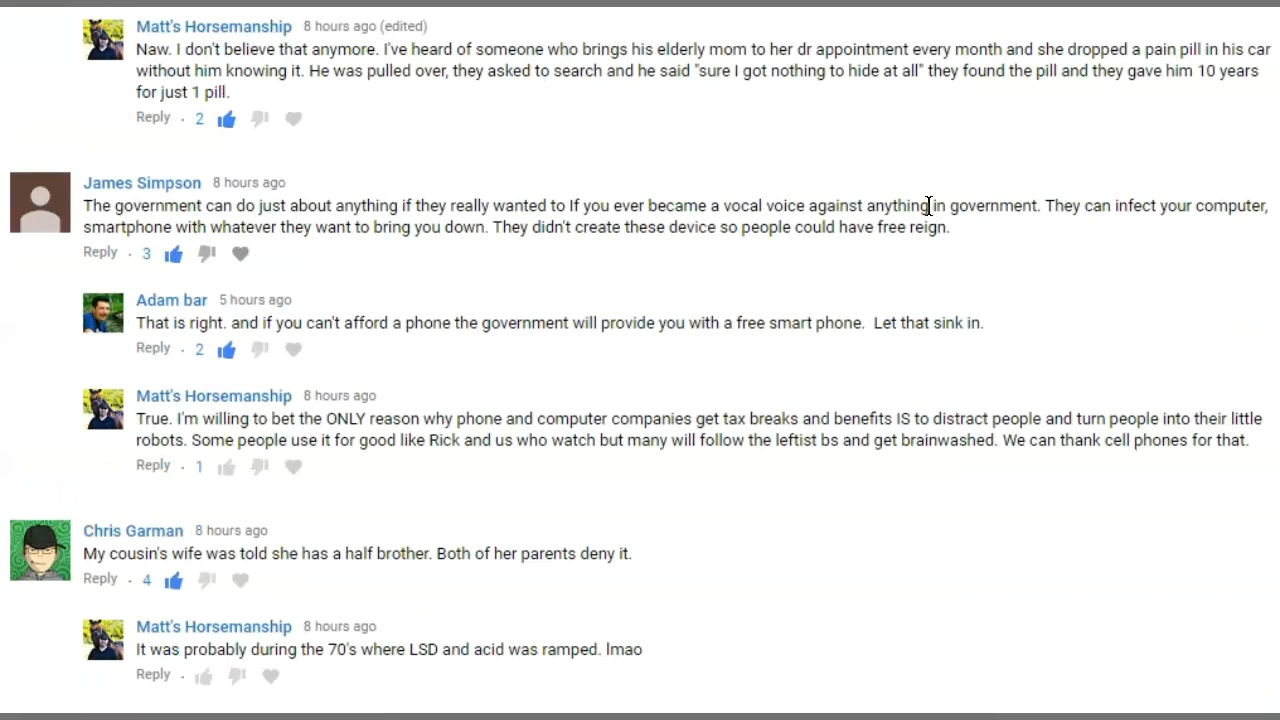 Matt's Horsemanship 8 hours ago (edited)
Naw. I don't believe that anymore. I've heard of someone who brings his elderly mom to her dr appointment every month and she dropped a pain pill in his car
without him knowing it. He was pulled over, they asked to search and he said "sure I got nothing to hide at all" they found the pill and they gave him 10 years
for just 1 pill.
Reply · 2
James Simpson 8 hours ago
The government can do just about anything if they really wanted to If you ever became a vocal voice against anything in government. They can infect your computer,
smartphone with whatever they want to bring you down. They didn't create these device so people could have free reign.
Reply · 3
Adam bar 5 hours ago
That is right. and if you can't afford a phone the government will provide you with a free smart phone.  Let that sink in.
Reply · 2
Matt's Horsemanship 8 hours ago
True. I'm willing to bet the ONLY reason why phone and computer companies get tax breaks and benefits IS to distract people and turn people into their little
robots. Some people use it for good like Rick and us who watch but many will follow the leftist bs and get brainwashed. We can thank cell phones for that.
Reply · 1
Chris Garman 8 hours ago
My cousin's wife was told she has a half brother. Both of her parents deny it.
Reply · 4
Matt's Horsemanship 8 hours ago
It was probably during the 70's where LSD and acid was ramped. lmao
Reply ·